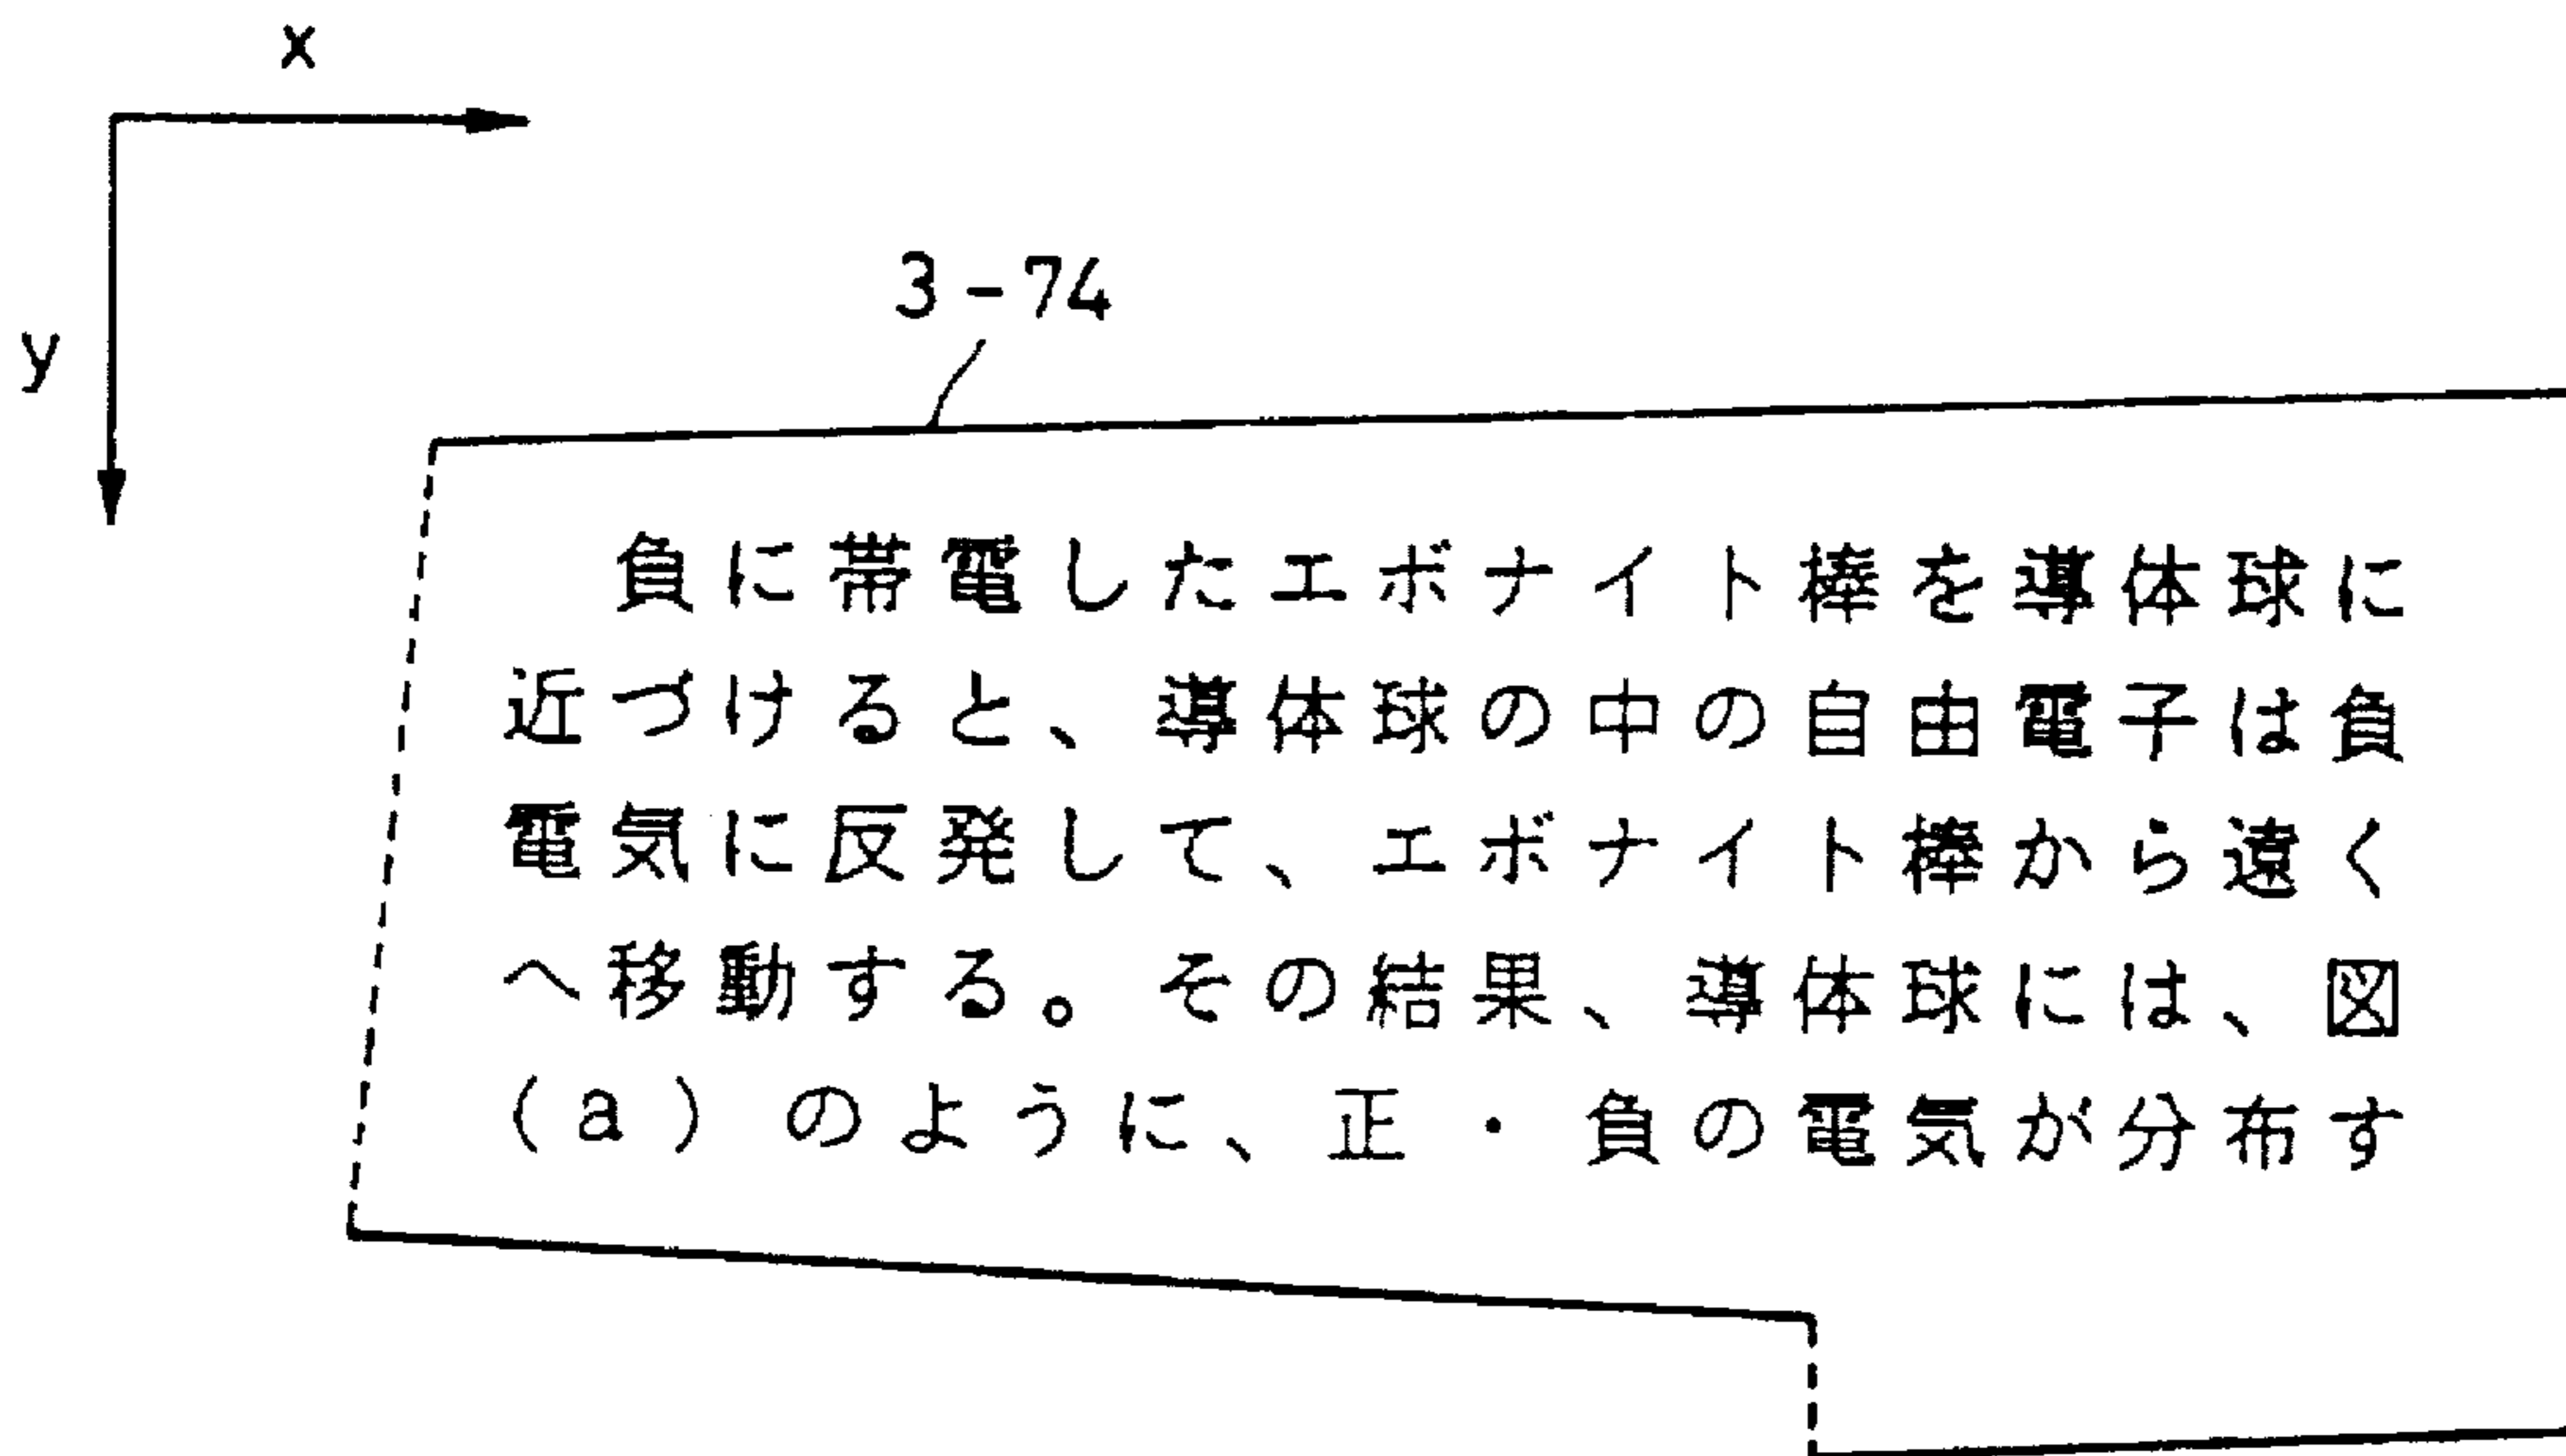 x
y
3-74
負に帯電したエボナイト棒を導体球に
近づけると、導体球の中の自由電子は負
電気に反発して、エボナイト棒から遠く
へ移動する。その結果、導体球には、図
(a)のように、正・負の電気が分布す